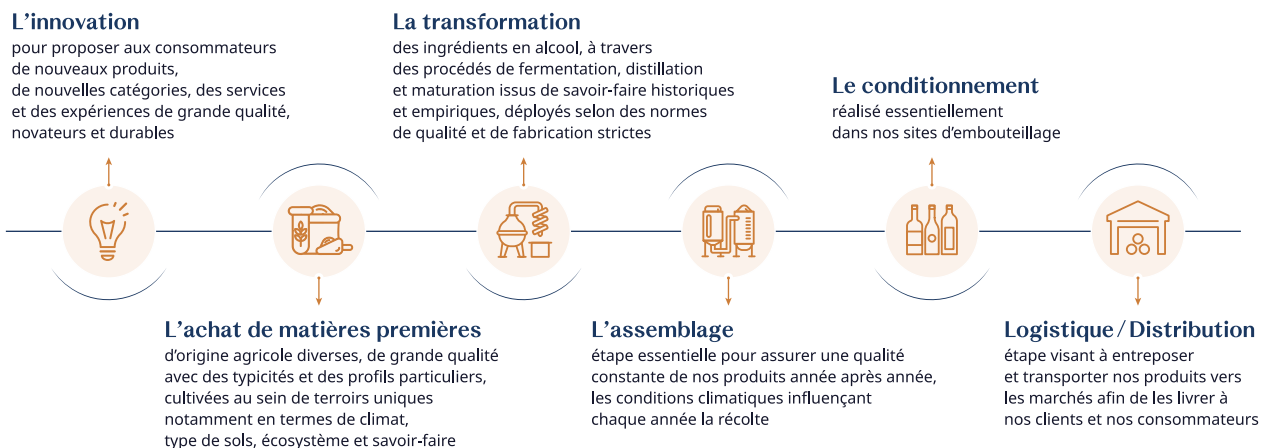 L'innovation
pour proposer aux consommateurs
de nouveaux produits,
de nouvelles catégories, des services
et des expériences de grande qualité,
novateurs et durables
L'achat de matières premières
d'origine agricole diverses, de grande qualité
avec des typicités et des profils particuliers,
cultivées au sein de terroirs uniques
notamment en termes de climat,
type de sols, écosystème et savoir-faire
La transformation
des ingrédients en alcool, à travers
des procédés de fermentation, distillation
et maturation issus de savoir-faire historiques
et empiriques, déployés selon des normes
de qualité et de fabrication strictes
L'assemblage
étape essentielle pour assurer une qualité
constante de nos produits année après année,
les conditions climatiques influençant
chaque année la récolte
Le conditionnement
réalisé essentiellement
dans nos sites d'embouteillage
Logistique / Distribution
étape visant à entreposer
et transporter nos produits vers
les marchés afin de les livrer à
nos clients et nos consommateurs